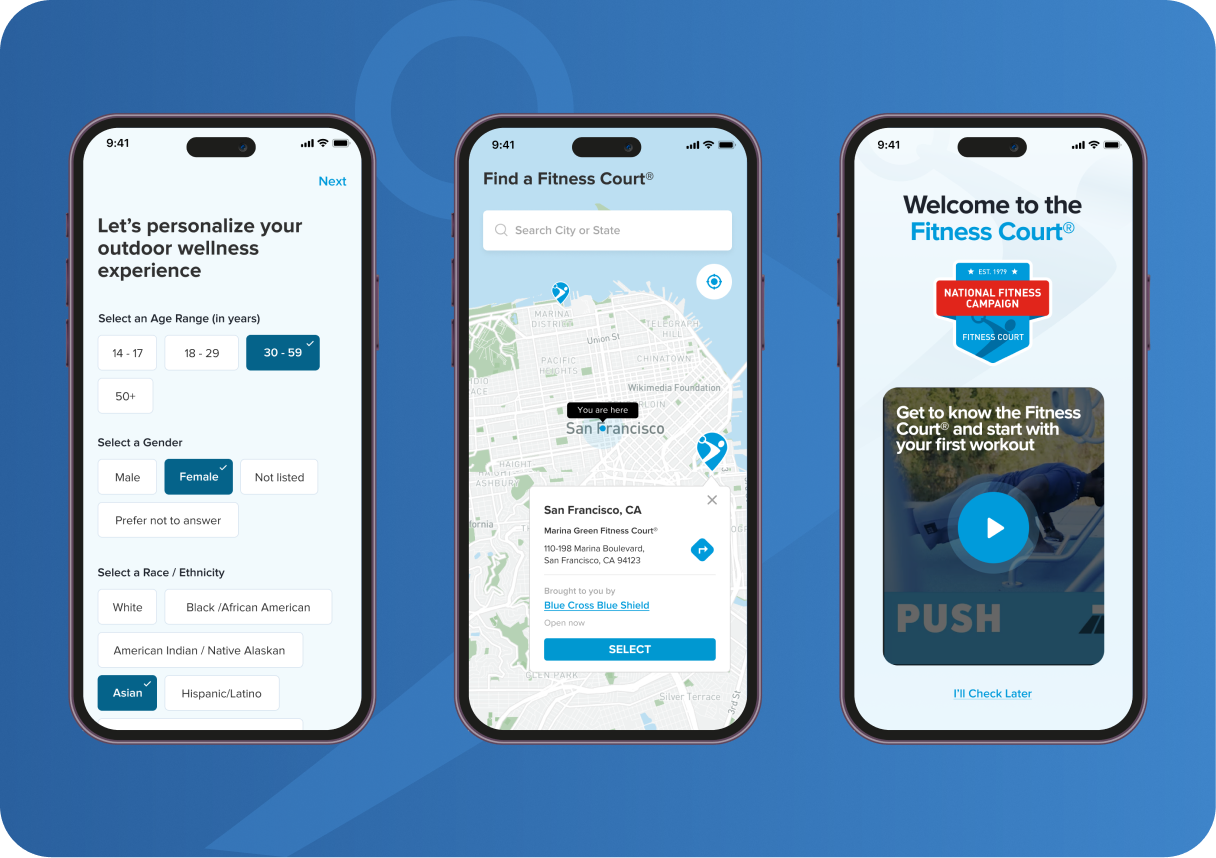 9:41
Next
Let's personalize your
outdoor wellness
experience
Select an Age Range (in years)
14 - 17
18 - 29
30 - 59
50+
Select a Gender
Male
Female
Not listed
Prefer not to answer
Select a Race / Ethnicity
White
Black /African American
American Indian / Native Alaskan
Asian
Hispanic/Latino
9:41
Find a Fitness Court®
Search City or State
MARINA
DISTRICT
Union St
TELEGRAPH
HILL
PACIFIC
HEIGHTS
CHINATOWN
Wikimedia Foundation
You are here
San Francisco
HAIGHT
ASHBURY
San Francisco, CA
Marina Green Fitness Court®
110-198 Marina Boulevard,
San Francisco, CA 94123
Brought to you by
Blue Cross Blue Shield
Open now
SELECT
GLEN PARK
Silver Terrace
3rd St
9:41
Welcome to the
Fitness Court®
EST. 1979
NATIONAL FITNESS
CAMPAIGN
FITNESS COURT
Get to know the Fitness
Court® and start with
your first workout
PUSH
I'll Check Later